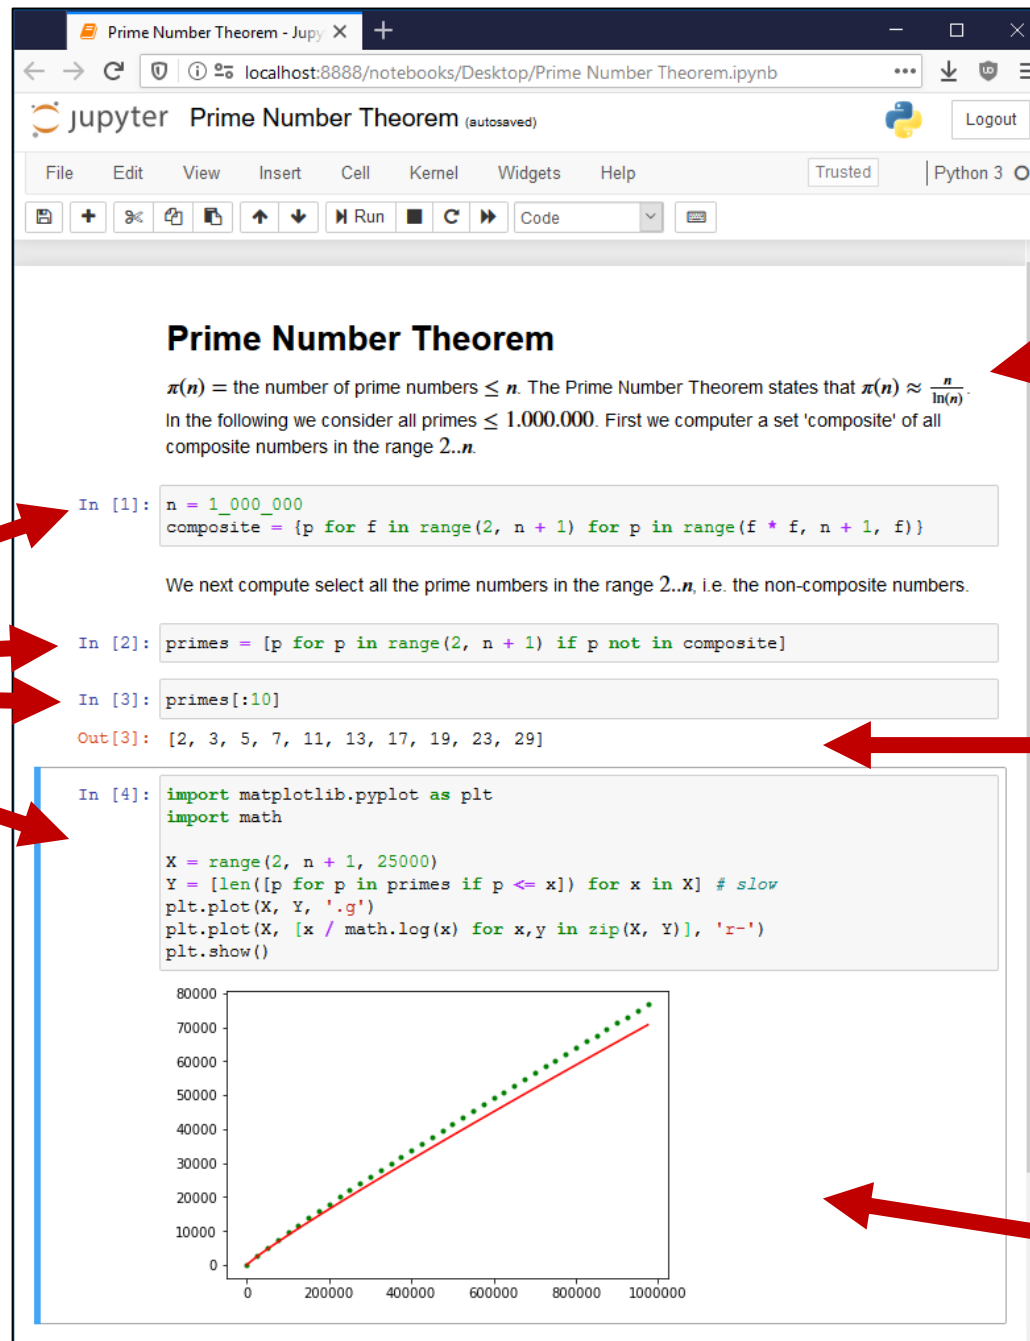 Prime Number Theorem - Jupy
localhost:8888/notebooks/Desktop/Prime Number Theorem.ipynb
jupyter Prime Number Theorem (autosaved)
Logout
File Edit View Insert Cell Kernel Widgets Help Trusted Python 3
Run Code
Prime Number Theorem
π(n) = the number of prime numbers ≤ n. The Prime Number Theorem states that π(n) ≈ n/ln(n).
In the following we consider all primes ≤ 1.000.000. First we computer a set 'composite' of all
composite numbers in the range 2..n.
In [1]: n = 1_000_000
composite = {p for f in range(2, n + 1) for p in range(f * f, n + 1, f)}
We next compute select all the prime numbers in the range 2..n, i.e. the non-composite numbers.
In [2]: primes = [p for p in range(2, n + 1) if p not in composite]
In [3]: primes[:10]
Out[3]: [2, 3, 5, 7, 11, 13, 17, 19, 23, 29]
In [4]: import matplotlib.pyplot as plt
import math
X = range(2, n + 1, 25000)
Y = [len([p for p in primes if p <= x]) for x in X] # slow
plt.plot(X, Y, '.g')
plt.plot(X, [x / math.log(x) for x,y in zip(X, Y)], 'r-')
plt.show()
80000
70000
60000
50000
40000
30000
20000
10000
0
0 200000 400000 600000 800000 1000000